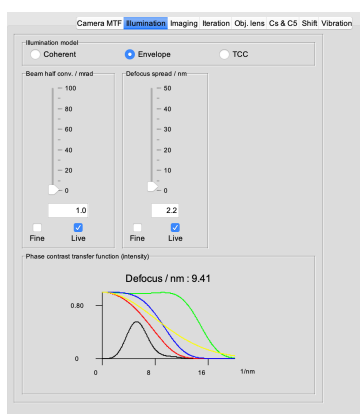 Camera MTF Illumination Imaging Iteration Obj. lens Cs & C5 Shift Vibration
Illumination model
Coherent Envelope TCC
Beam half conv. / mrad Defocus spread / nm
100 50
80 40
60 30
40 20
20 10
0 0
1.0 2.2
Fine Live Fine Live
Phase contrast transfer function (intensity)
Defocus / nm : 9.41
0.80
0
0 8 16 1/nm